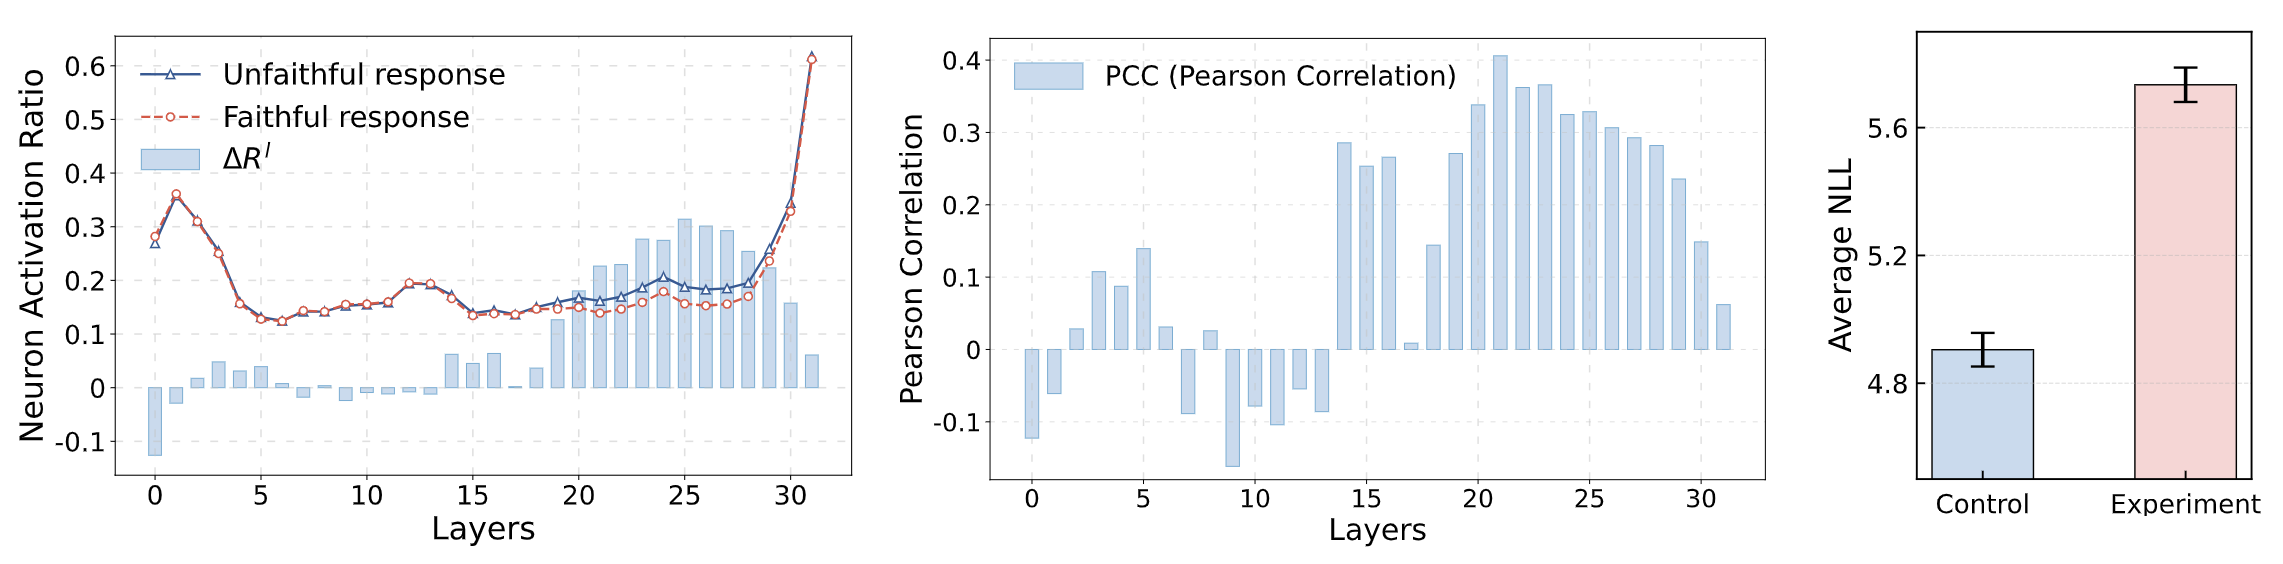 Neuron Activation Ratio
0.6
0.5
0.4
0.3
0.2
0.1
0
-0.1
Unfaithful response
Faithful response
ΔR^l
0 5 10 15 20 25 30
Layers
Pearson Correlation
0.4
0.3
0.2
0.1
0
-0.1
PCC (Pearson Correlation)
0 5 10 15 20 25 30
Layers
Average NLL
5.6
5.2
4.8
Control Experiment